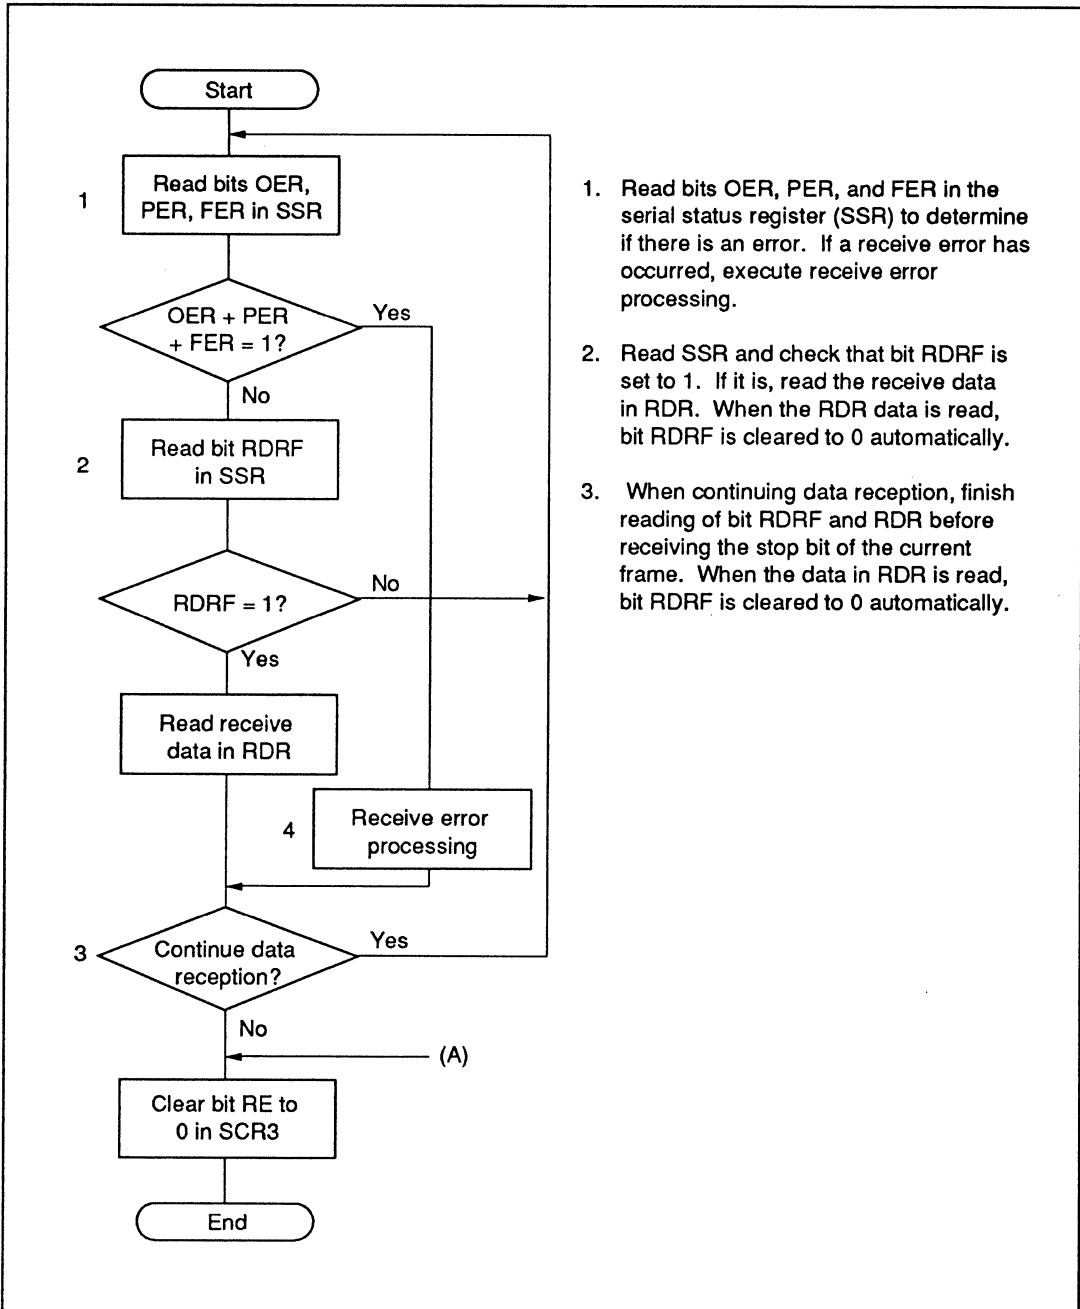 Start
1
Read bits OER,
PER, FER in SSR
OER + PER
+ FER = 1?
Yes
No
2
Read bit RDRF
in SSR
RDRF = 1?
No
Yes
Read receive
data in RDR
4
Receive error
processing
3
Continue data
reception?
Yes
No
(A)
Clear bit RE to
0 in SCR3
End
1. Read bits OER, PER, and FER in the
serial status register (SSR) to determine
if there is an error. If a receive error has
occurred, execute receive error
processing.
2. Read SSR and check that bit RDRF is
set to 1. If it is, read the receive data
in RDR. When the RDR data is read,
bit RDRF is cleared to 0 automatically.
3. When continuing data reception, finish
reading of bit RDRF and RDR before
receiving the stop bit of the current
frame. When the data in RDR is read,
bit RDRF is cleared to 0 automatically.